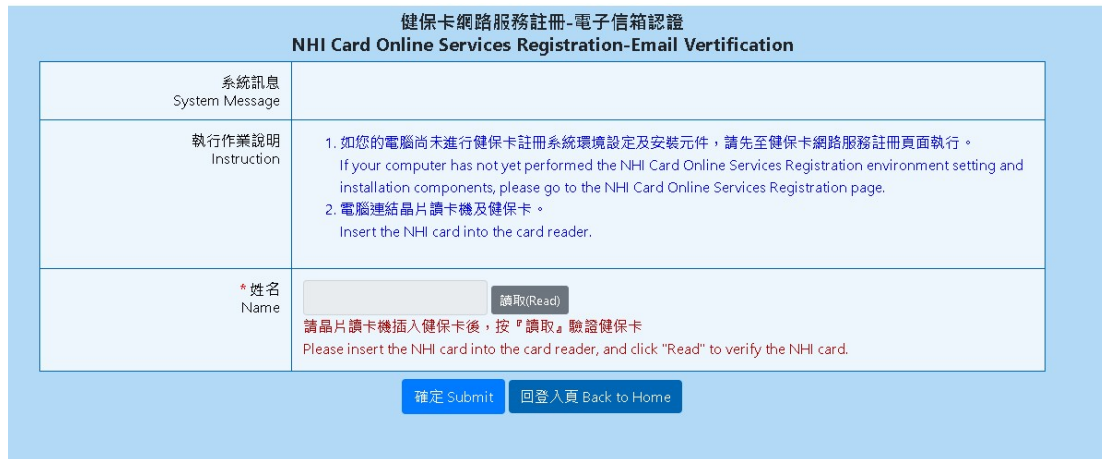 健保卡網路服務註冊-電子信箱認證
NHI Card Online Services Registration-Email Vertification
系統訊息
System Message
執行作業說明
Instruction
1. 如您的電腦尚未進行健保卡註冊系統環境設定及安裝元件，請先至健保卡網路服務註冊頁面執行。
If your computer has not yet performed the NHI Card Online Services Registration environment setting and
installation components, please go to the NHI Card Online Services Registration page.
2. 電腦連結晶片讀卡機及健保卡。
Insert the NHI card into the card reader.
*姓名
Name
讀取(Read)
請晶片讀卡機插入健保卡後，按『讀取』驗證健保卡
Please insert the NHI card into the card reader, and click "Read" to verify the NHI card.
確定 Submit
回登入頁 Back to Home